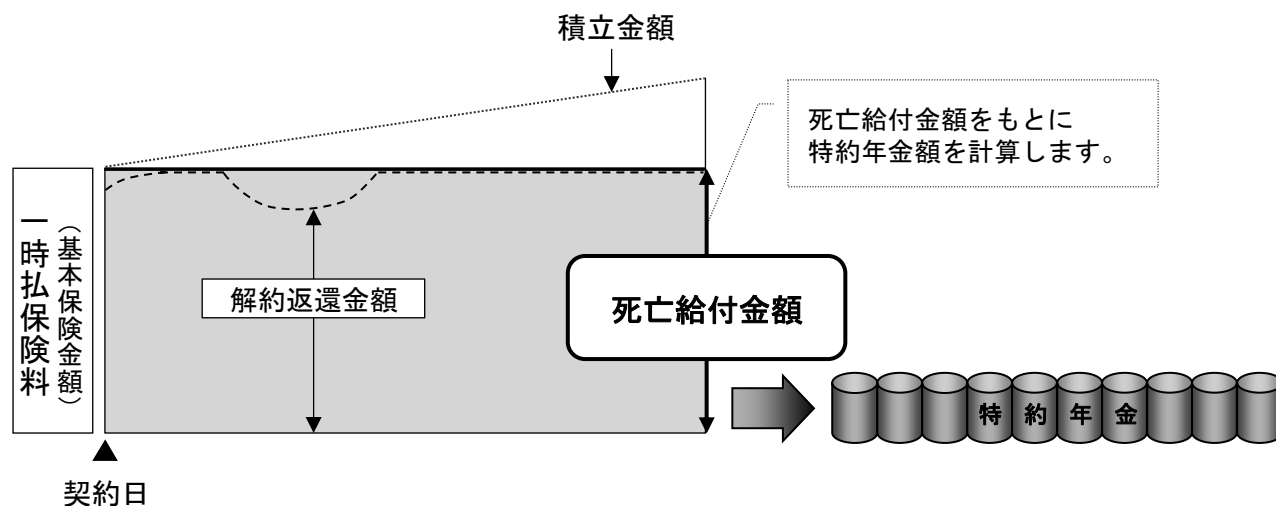 積立金額
死亡給付金額をもとに
特約年金額を計算します。
一時払保険料
（基本保険金額）
解約返還金額
死亡給付金額
特約年金
契約日